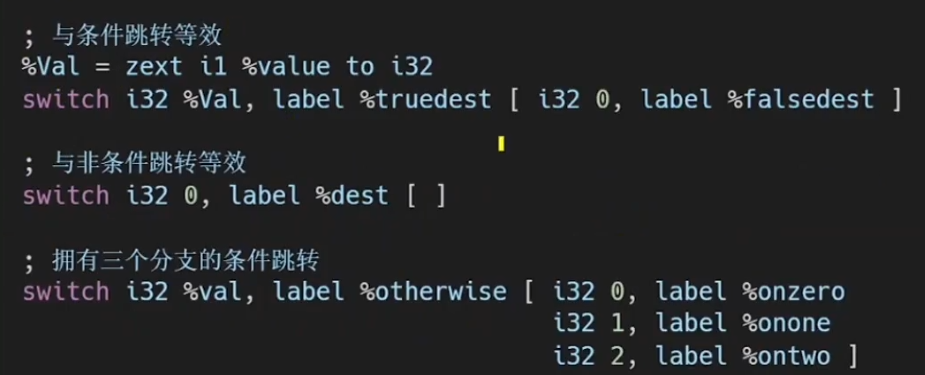 ; 与条件跳转等效
%Val = zext i1 %value to i32
switch i32 %Val, label %truedest [ i32 0, label %falsedest ]
; 与非条件跳转等效
switch i32 0, label %dest [ ]
; 拥有三个分支的条件跳转
switch i32 %val, label %otherwise [ i32 0, label %onzero
i32 1, label %onone
i32 2, label %ontwo ]